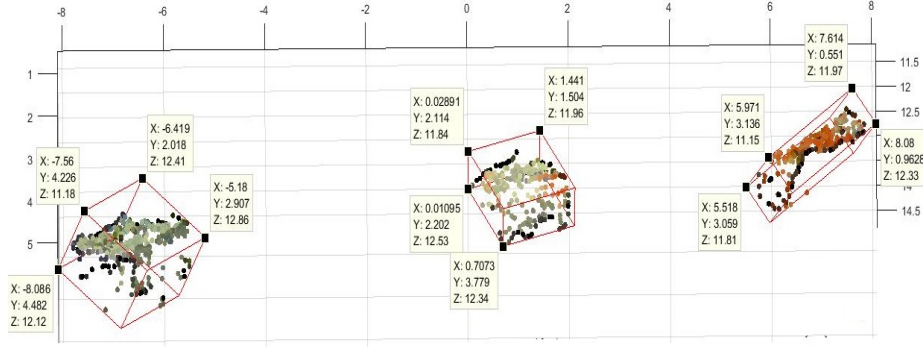 -8 -6 -4 -2 0 2 4 6 8
1
2
3
4
5
11.5
12
12.5
14.5
X: -7.56
Y: 4.226
Z: 11.18
X: -6.419
Y: 2.018
Z: 12.41
X: -5.18
Y: 2.907
Z: 12.86
X: -8.086
Y: 4.482
Z: 12.12
X: 0.02891
Y: 2.114
Z: 11.84
X: 1.441
Y: 1.504
Z: 11.96
X: 0.01095
Y: 2.202
Z: 12.53
X: 0.7073
Y: 3.779
Z: 12.34
X: 7.614
Y: 0.551
Z: 11.97
X: 5.971
Y: 3.136
Z: 11.15
X: 8.08
Y: 0.9628
Z: 12.33
X: 5.518
Y: 3.059
Z: 11.81